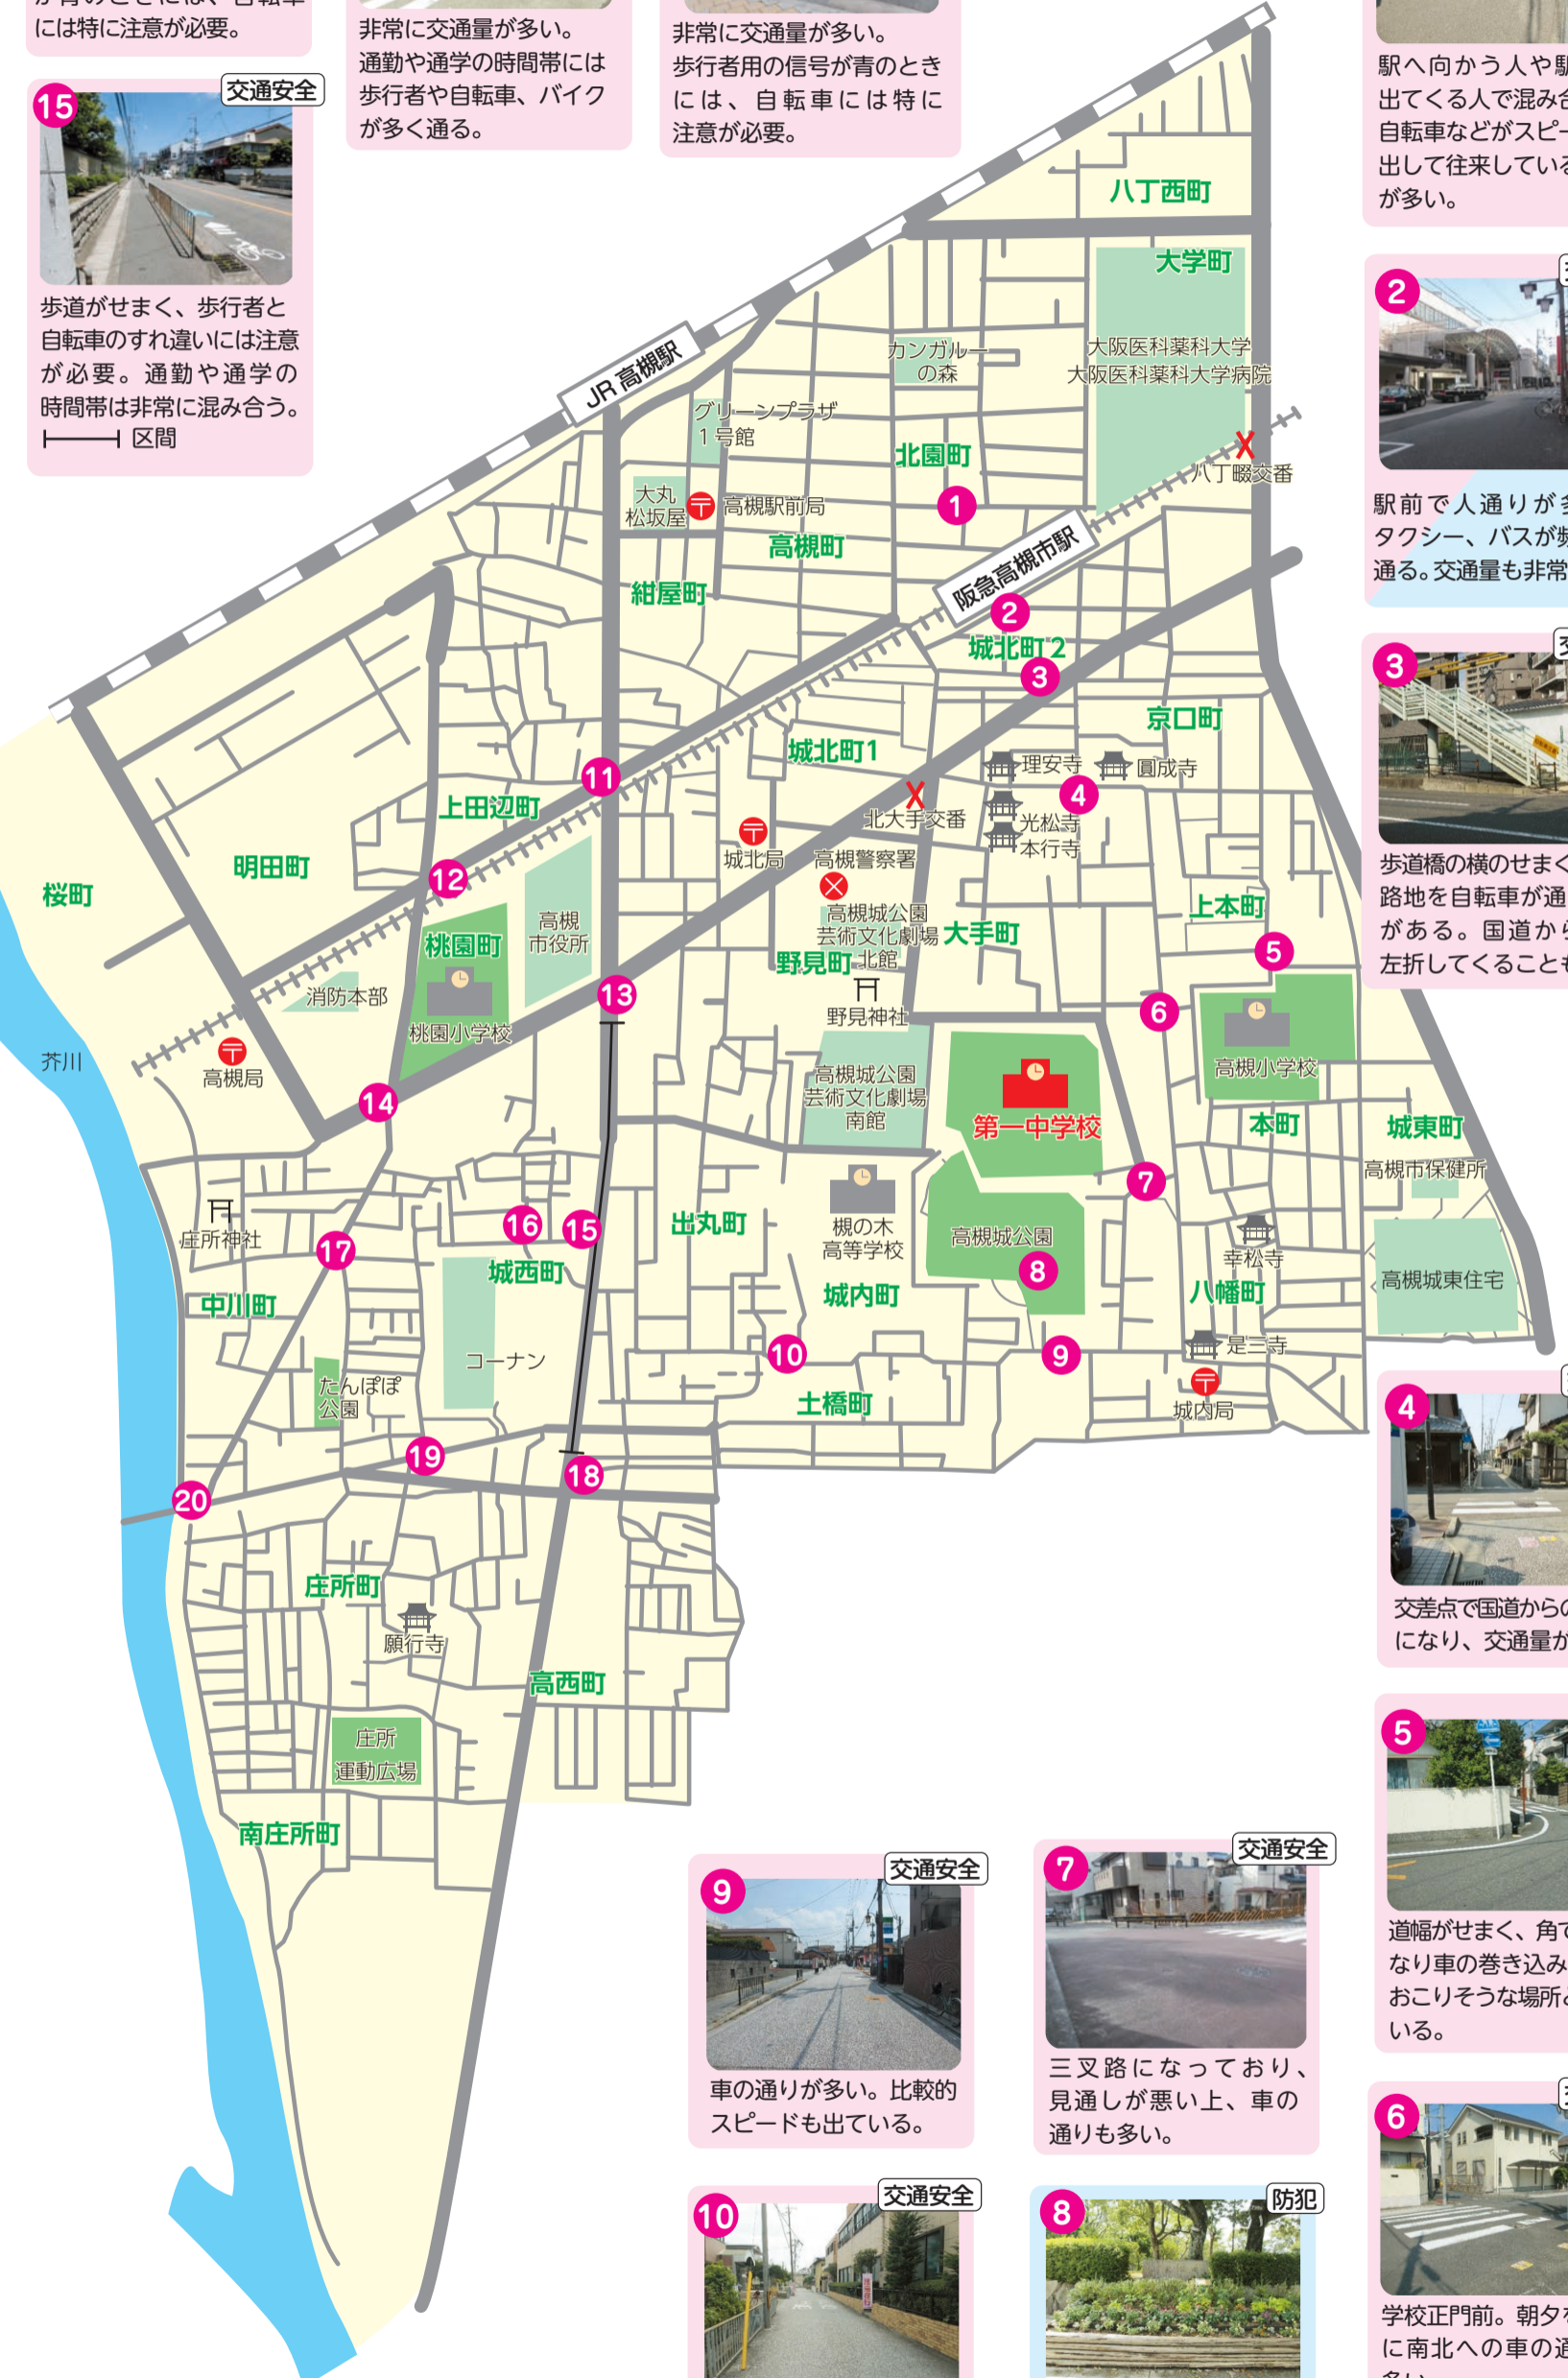 には特に注意が必要。
15
交通安全
歩道がせまく、歩行者と
自転車のすれ違いには注意
が必要。通勤や通学の
時間帯は非常に混み合う。
区間
非常に交通量が多い。
通勤や通学の時間帯には
歩行者や自転車、バイク
が多く通る。
非常に交通量が多い。
歩行者用の信号が青のとき
には、自転車には特に
注意が必要。
駅へ向かう人や駅
出てくる人で混み合
自転車などがスピー
出して往来している
が多い。
2
駅前で人通りが多
タクシー、バスが頻
通る。交通量も非常
3
歩道橋の横のせまく
路地を自転車が通
がある。国道から
左折してくることも
八丁西町
大学町
大阪医科薬科大学
大阪医科薬科大学病院
カンガルー
の森
JR 高槻駅
グリーンプラザ
1号館
北園町
八丁畷交番
1
大丸
松坂屋
高槻駅前局
高槻町
紺屋町
阪急高槻市駅
2
城北町2
3
京口町
城北町1
11
上田辺町
理安寺
圓成寺
4
光松寺
本行寺
北大手交番
城北局
高槻警察署
明田町
12
桜町
高槻
市役所
桃園町
高槻城公園
芸術文化劇場
北館
大手町
上本町
野見町
5
消防本部
桃園小学校
13
野見神社
6
芥川
高槻局
14
高槻城公園
芸術文化劇場
南館
第一中学校
高槻小学校
本町
城東町
高槻市保健所
7
庄所神社
16
15
出丸町
槻の木
高等学校
高槻城公園
幸松寺
17
城西町
8
城内町
高槻城東住宅
八幡町
中川町
コーナン
10
9
是三寺
たんぽぽ
公園
土橋町
城内局
19
18
20
庄所町
願行寺
高西町
庄所
運動広場
南庄所町
4
交差点で国道からの
になり、交通量が
5
道幅がせまく、角で
なり車の巻き込み
おこりそうな場所と
いる。
6
学校正門前。朝夕を
に南北への車の通
9
交通安全
車の通りが多い。比較的
スピードも出ている。
7
交通安全
三叉路になっており、
見通しが悪い上、車の
通りも多い。
10
交通安全
8
防犯